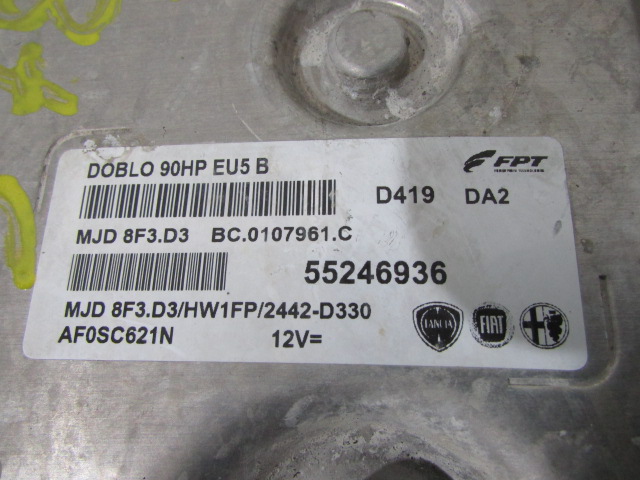 DOBLO 90HP EU5 B
FPT
D419 DA2
MJD 8F3.D3 BC.0107961.C
55246936
MJD 8F3.D3/HW1FP/2442-D330
AF0SC621N 12V=
LANCIA FIAT